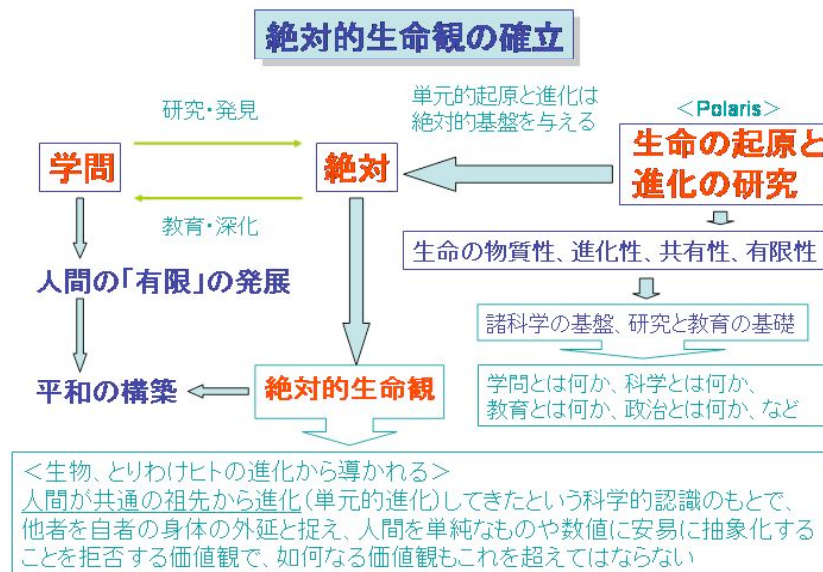 絶対的生命観の確立
研究・発見
単元的起原と進化は
絶対的基盤を与える
＜Polaris＞
学問
絶対
生命の起原と
進化の研究
教育・深化
生命の物質性、進化性、共有性、有限性
人間の「有限」の発展
諸科学の基盤、研究と教育の基礎
学問とは何か、科学とは何か、
教育とは何か、政治とは何か、など
平和の構築
絶対的生命観
＜生物、とりわけヒトの進化から導かれる＞
人間が共通の祖先から進化（単元的進化）してきたという科学的認識のもとで、
他者を自者の身体の外延と捉え、人間を単純なものや数値に安易に抽象化する
ことを拒否する価値観で、如何なる価値観もこれを超えてはならない